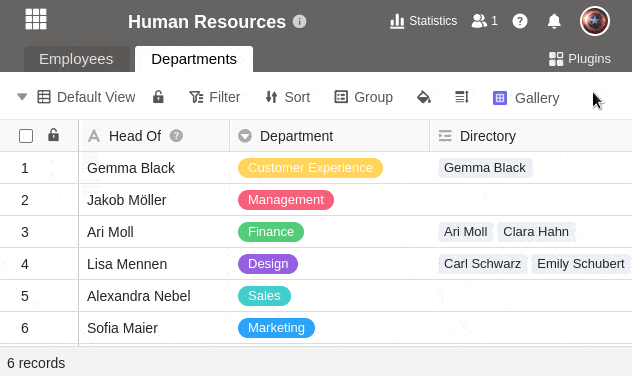 Human Resources
Statistics 1
Employees Departments Plugins
Default View Filter Sort Group Gallery
Head Of Department Directory
1 Gemma Black Customer Experience Gemma Black
2 Jakob Möller Management
3 Ari Moll Finance Ari Moll Clara Hahn
4 Lisa Mennen Design Carl Schwarz Emily Schubert
5 Alexandra Nebel Sales
6 Sofia Maier Marketing
6 records